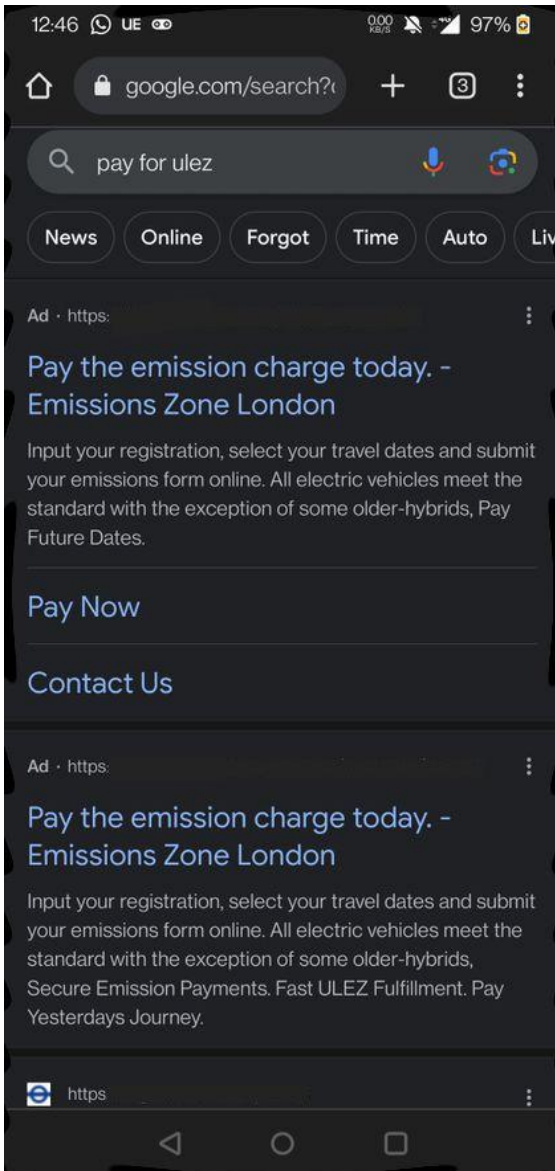 12:46 UE 0.00 KB/S 4G 97%
google.com/search?q 3
pay for ulez
News Online Forgot Time Auto Liv
Ad · https:
Pay the emission charge today. -
Emissions Zone London
Input your registration, select your travel dates and submit
your emissions form online. All electric vehicles meet the
standard with the exception of some older-hybrids, Pay
Future Dates.
Pay Now
Contact Us
Ad · https:
Pay the emission charge today. -
Emissions Zone London
Input your registration, select your travel dates and submit
your emissions form online. All electric vehicles meet the
standard with the exception of some older-hybrids,
Secure Emission Payments. Fast ULEZ Fulfillment. Pay
Yesterdays Journey.
https